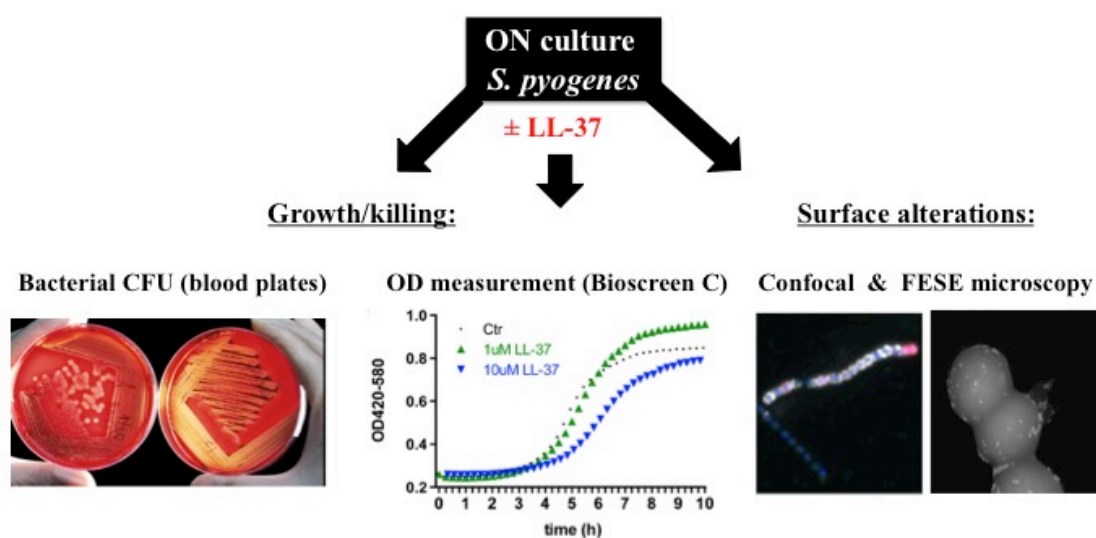 ON culture
S. pyogenes
± LL-37
Growth/killing:
Surface alterations:
Bacterial CFU (blood plates)
OD measurement (Bioscreen C)
Confocal & FESE microscopy
1.0
0.8
0.6
0.4
0.2
OD420-580
Ctr
1uM LL-37
10uM LL-37
0 1 2 3 4 5 6 7 8 9 10
time (h)